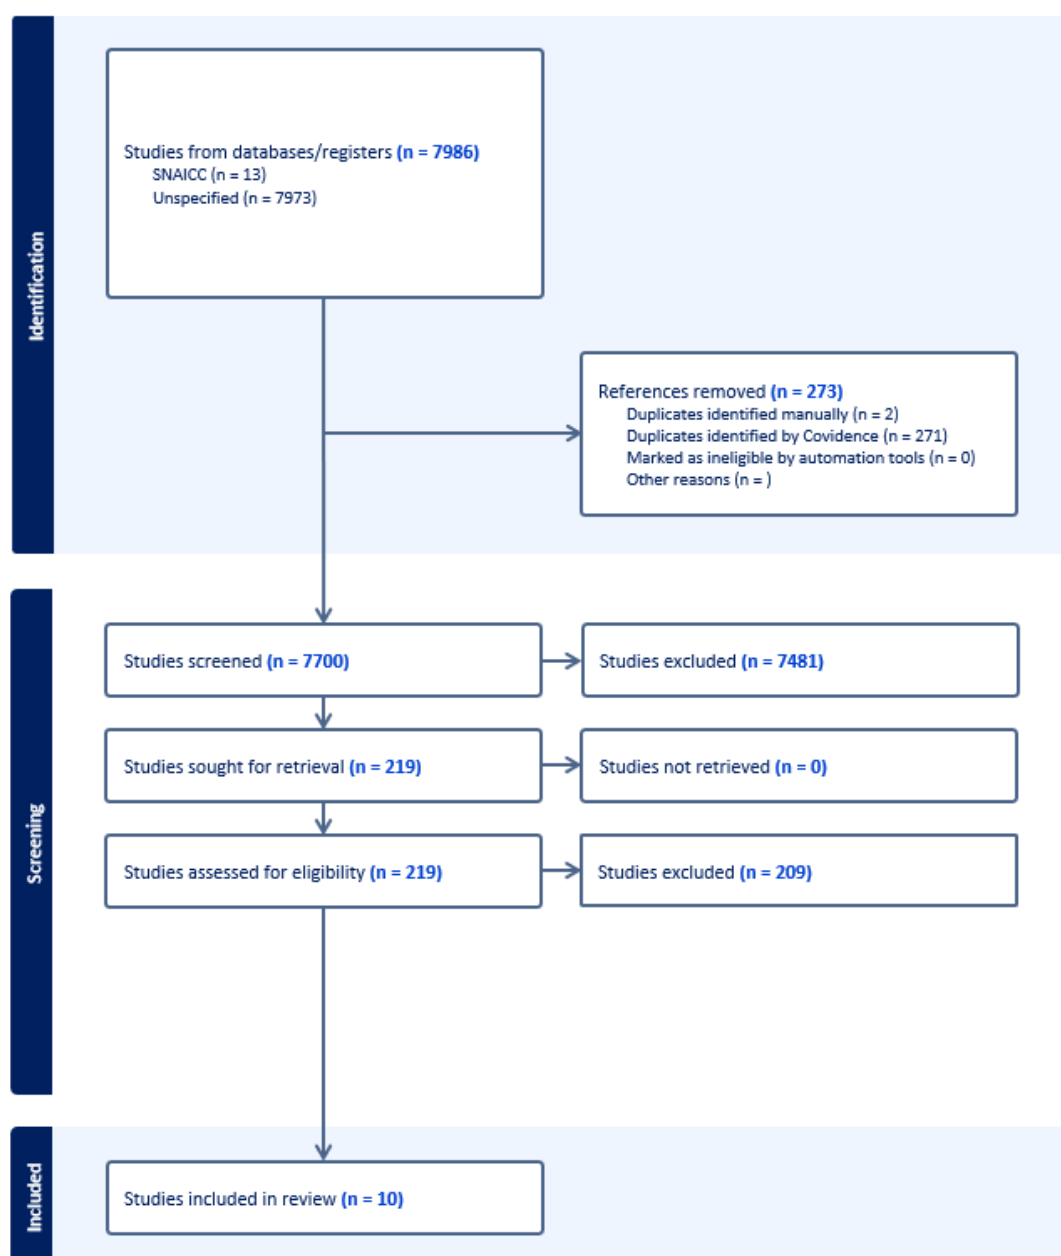 Identification
Studies from databases/registers (n = 7986)
SNAICC (n = 13)
Unspecified (n = 7973)
References removed (n = 273)
Duplicates identified manually (n = 2)
Duplicates identified by Covidence (n = 271)
Marked as ineligible by automation tools (n = 0)
Other reasons (n = )
Screening
Studies screened (n = 7700)
Studies excluded (n = 7481)
Studies sought for retrieval (n = 219)
Studies not retrieved (n = 0)
Studies assessed for eligibility (n = 219)
Studies excluded (n = 209)
Included
Studies included in review (n = 10)